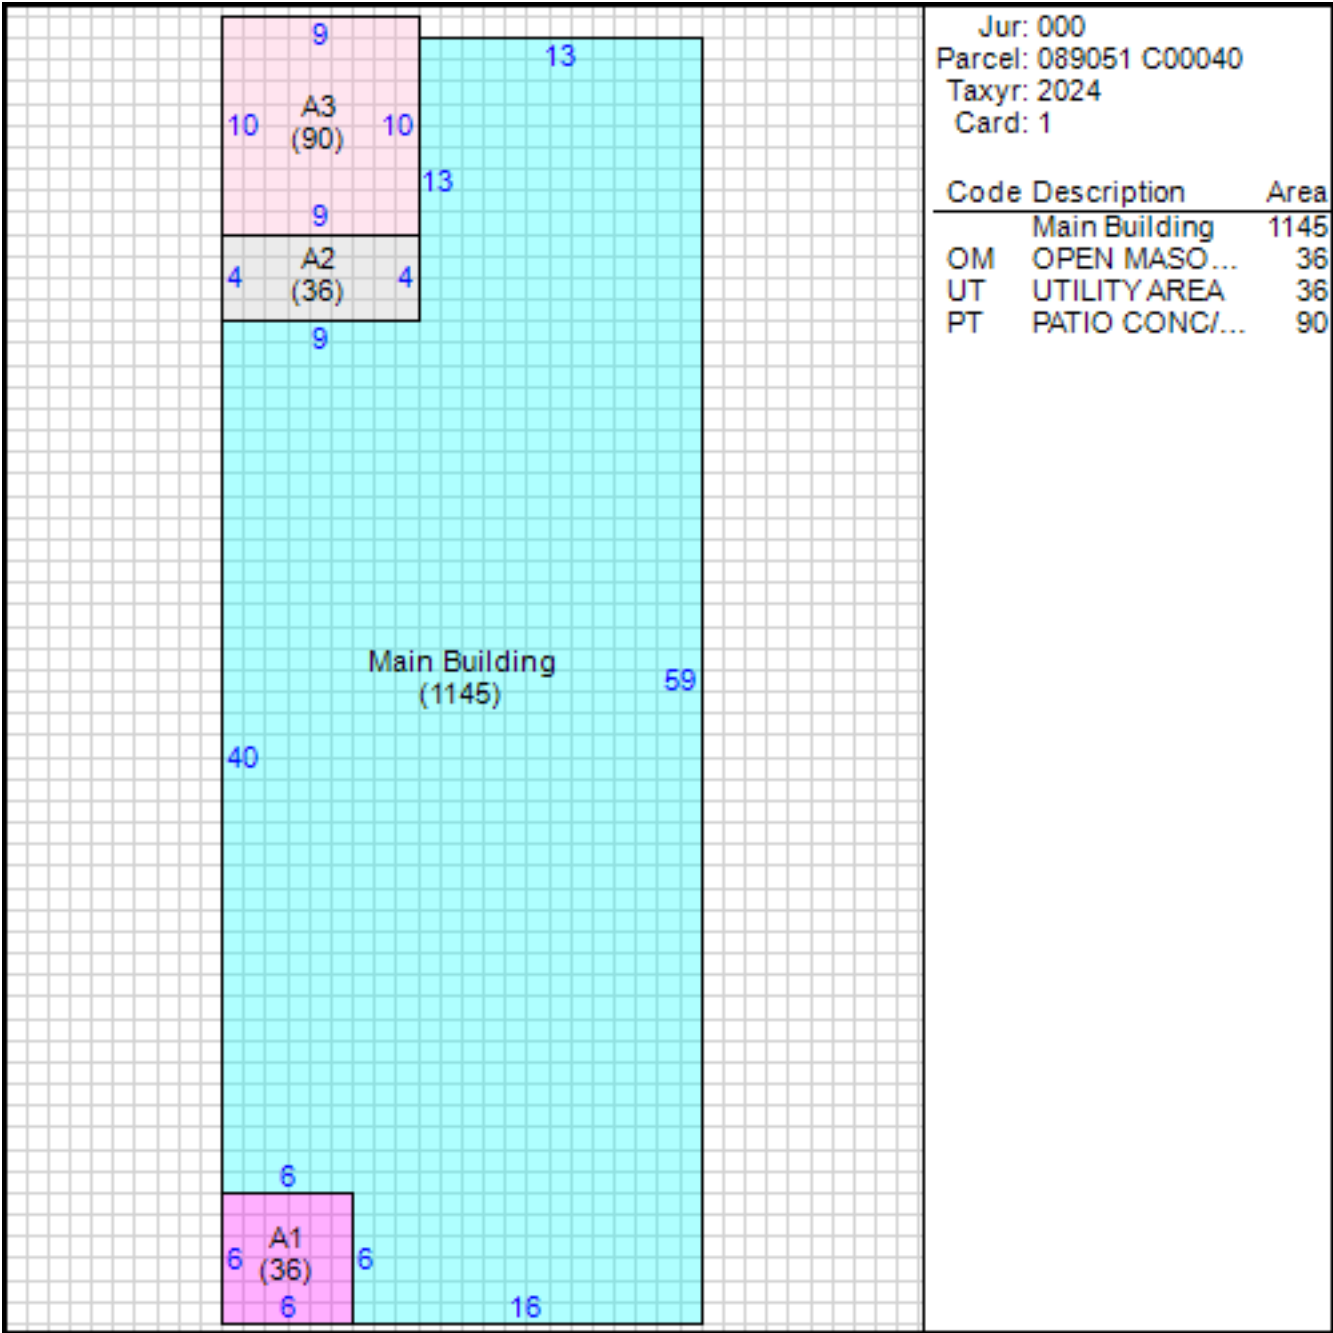 9
13
A3
(90)
10
10
13
9
A2
(36)
4
4
9
Main Building
(1145)
59
40
6
A1
(36)
6
6
6
16
Jur: 000
Parcel: 089051 C00040
Taxyr: 2024
Card: 1
Code Description Area
Main Building 1145
OM OPEN MASO... 36
UT UTILITY AREA 36
PT PATIO CONC/... 90